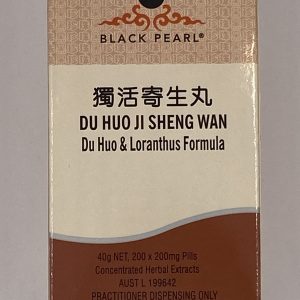 BLACK PEARL®
獨活寄生丸
DU HUO JI SHENG WAN
Du Huo & Loranthus Formula
40g NET, 200 x 200mg Pills
Concentrated Herbal Extracts
AUST L 199642
PRACTITIONER DISPENSING ONLY